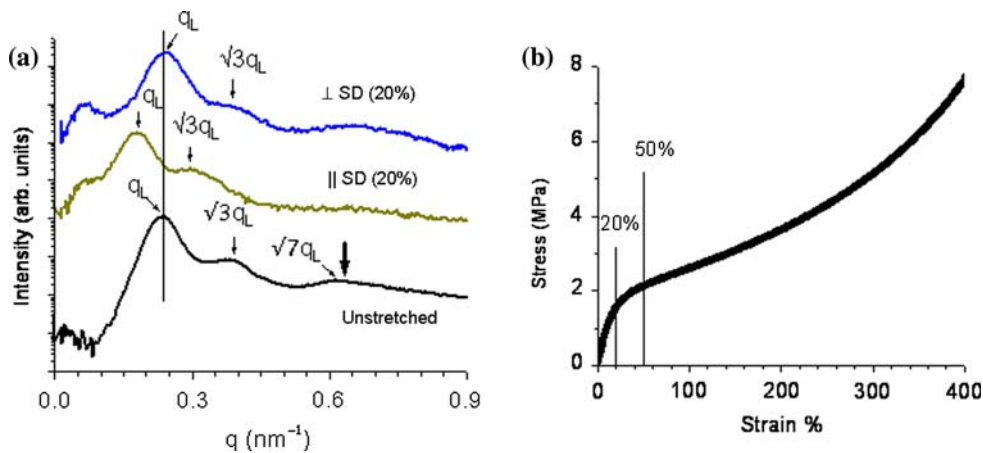 (a)
Intensity (arb. units)
q_L
√3q_L
⊥ SD (20%)
q_L
√3q_L
|| SD (20%)
q_L
√3q_L
√7q_L
Unstretched
0.0 0.3 0.6 0.9
q (nm⁻¹)
(b)
Stress (MPa)
8
6
4
2
0
50%
20%
0 100 200 300 400
Strain %